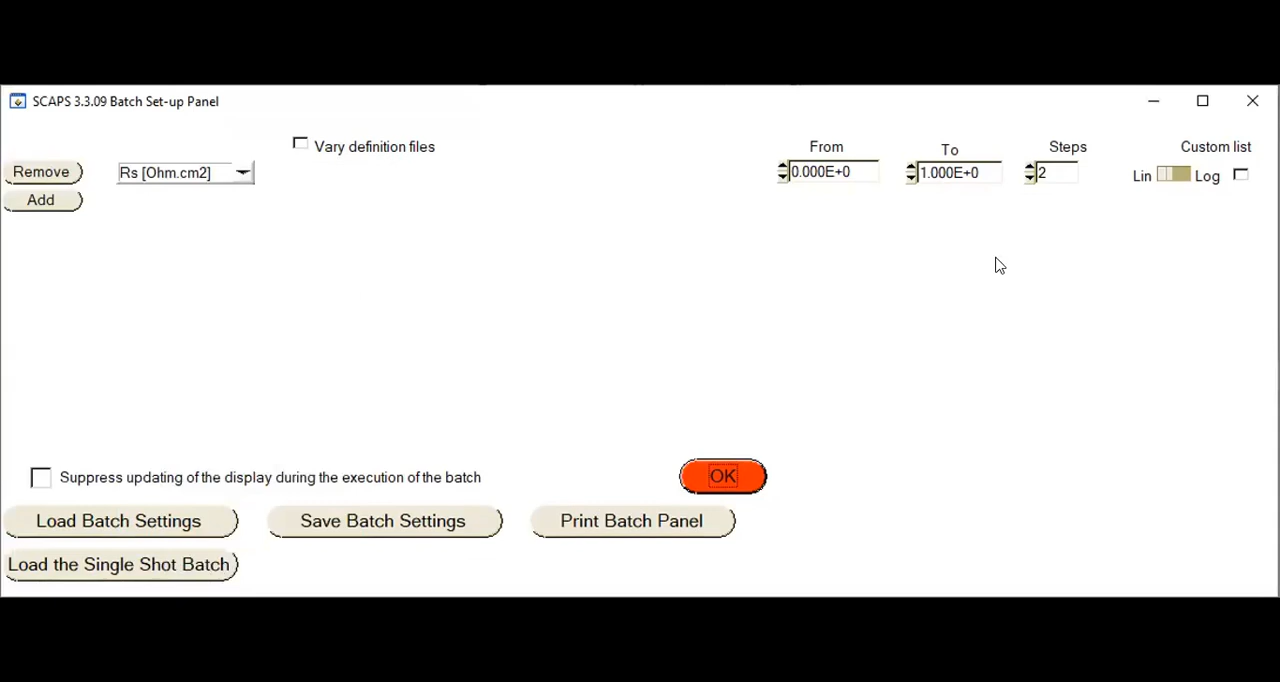 SCAPS 3.3.09 Batch Set-up Panel
Vary definition files
From To Steps Custom list
Remove Rs [Ohm.cm2] 0.000E+0 1.000E+0 2 Lin Log
Add
Suppress updating of the display during the execution of the batch
OK
Load Batch Settings Save Batch Settings Print Batch Panel
Load the Single Shot Batch